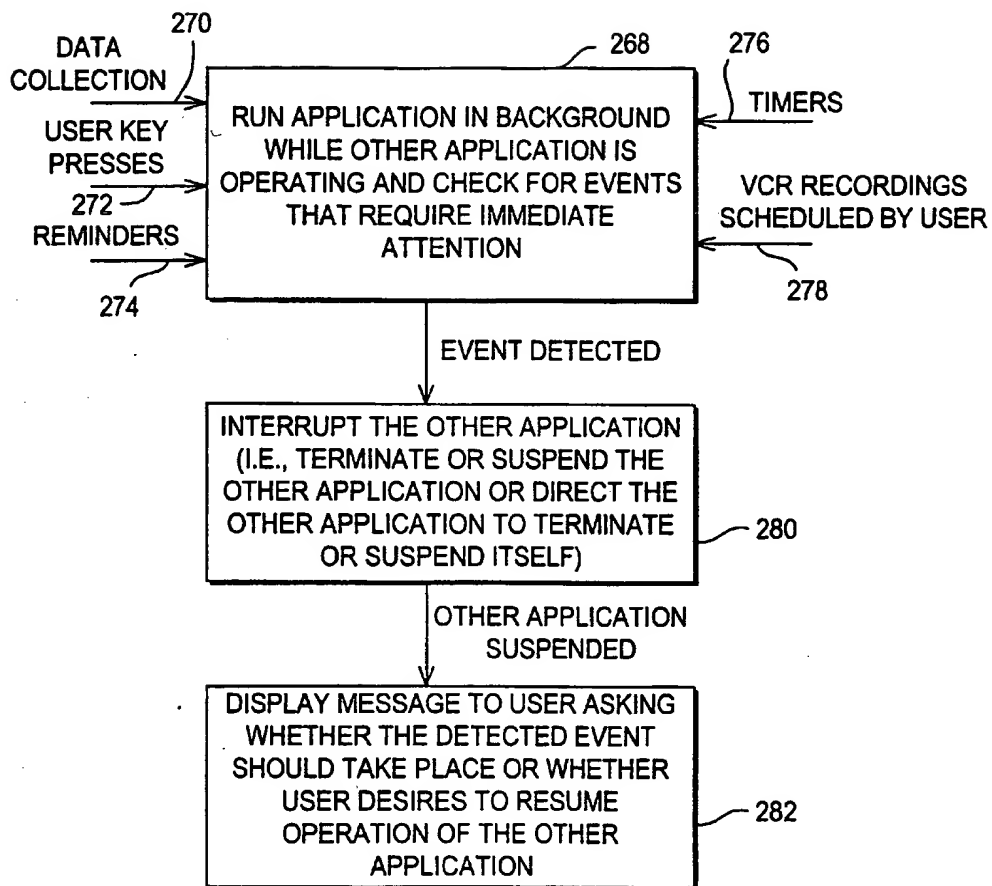 DATA
COLLECTION
270
USER KEY
PRESSES
272
REMINDERS
274
268
RUN APPLICATION IN BACKGROUND
WHILE OTHER APPLICATION IS
OPERATING AND CHECK FOR EVENTS
THAT REQUIRE IMMEDIATE
ATTENTION
276
TIMERS
VCR RECORDINGS
SCHEDULED BY USER
278
EVENT DETECTED
INTERRUPT THE OTHER APPLICATION
(I.E., TERMINATE OR SUSPEND THE
OTHER APPLICATION OR DIRECT THE
OTHER APPLICATION TO TERMINATE
OR SUSPEND ITSELF)
280
OTHER APPLICATION
SUSPENDED
DISPLAY MESSAGE TO USER ASKING
WHETHER THE DETECTED EVENT
SHOULD TAKE PLACE OR WHETHER
USER DESIRES TO RESUME
OPERATION OF THE OTHER
APPLICATION
282